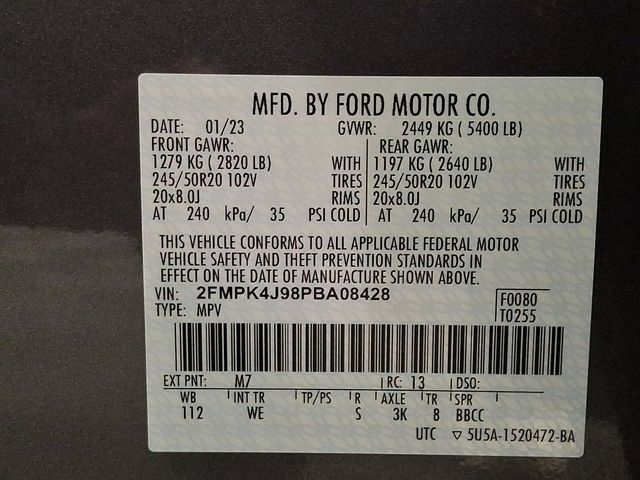 MFD. BY FORD MOTOR CO.
DATE: 01/23 GVWR: 2449 KG ( 5400 LB)
FRONT GAWR: REAR GAWR:
1279 KG ( 2820 LB) WITH 1197 KG ( 2640 LB) WITH
245/50R20 102V TIRES 245/50R20 102V TIRES
20x8.0J RIMS 20x8.0J RIMS
AT 240 kPa/ 35 PSI COLD AT 240 kPa/ 35 PSI COLD
THIS VEHICLE CONFORMS TO ALL APPLICABLE FEDERAL MOTOR
VEHICLE SAFETY AND THEFT PREVENTION STANDARDS IN
EFFECT ON THE DATE OF MANUFACTURE SHOWN ABOVE.
VIN: 2FMPK4J98PBA08428 F0080
TYPE: MPV T0255
EXT PNT: M7 RC: 13 DSO:
WB INT TR TP/PS R AXLE TR SPR
112 WE S 3K 8 BBCC
UTC ▽ 5U5A-1520472-BA